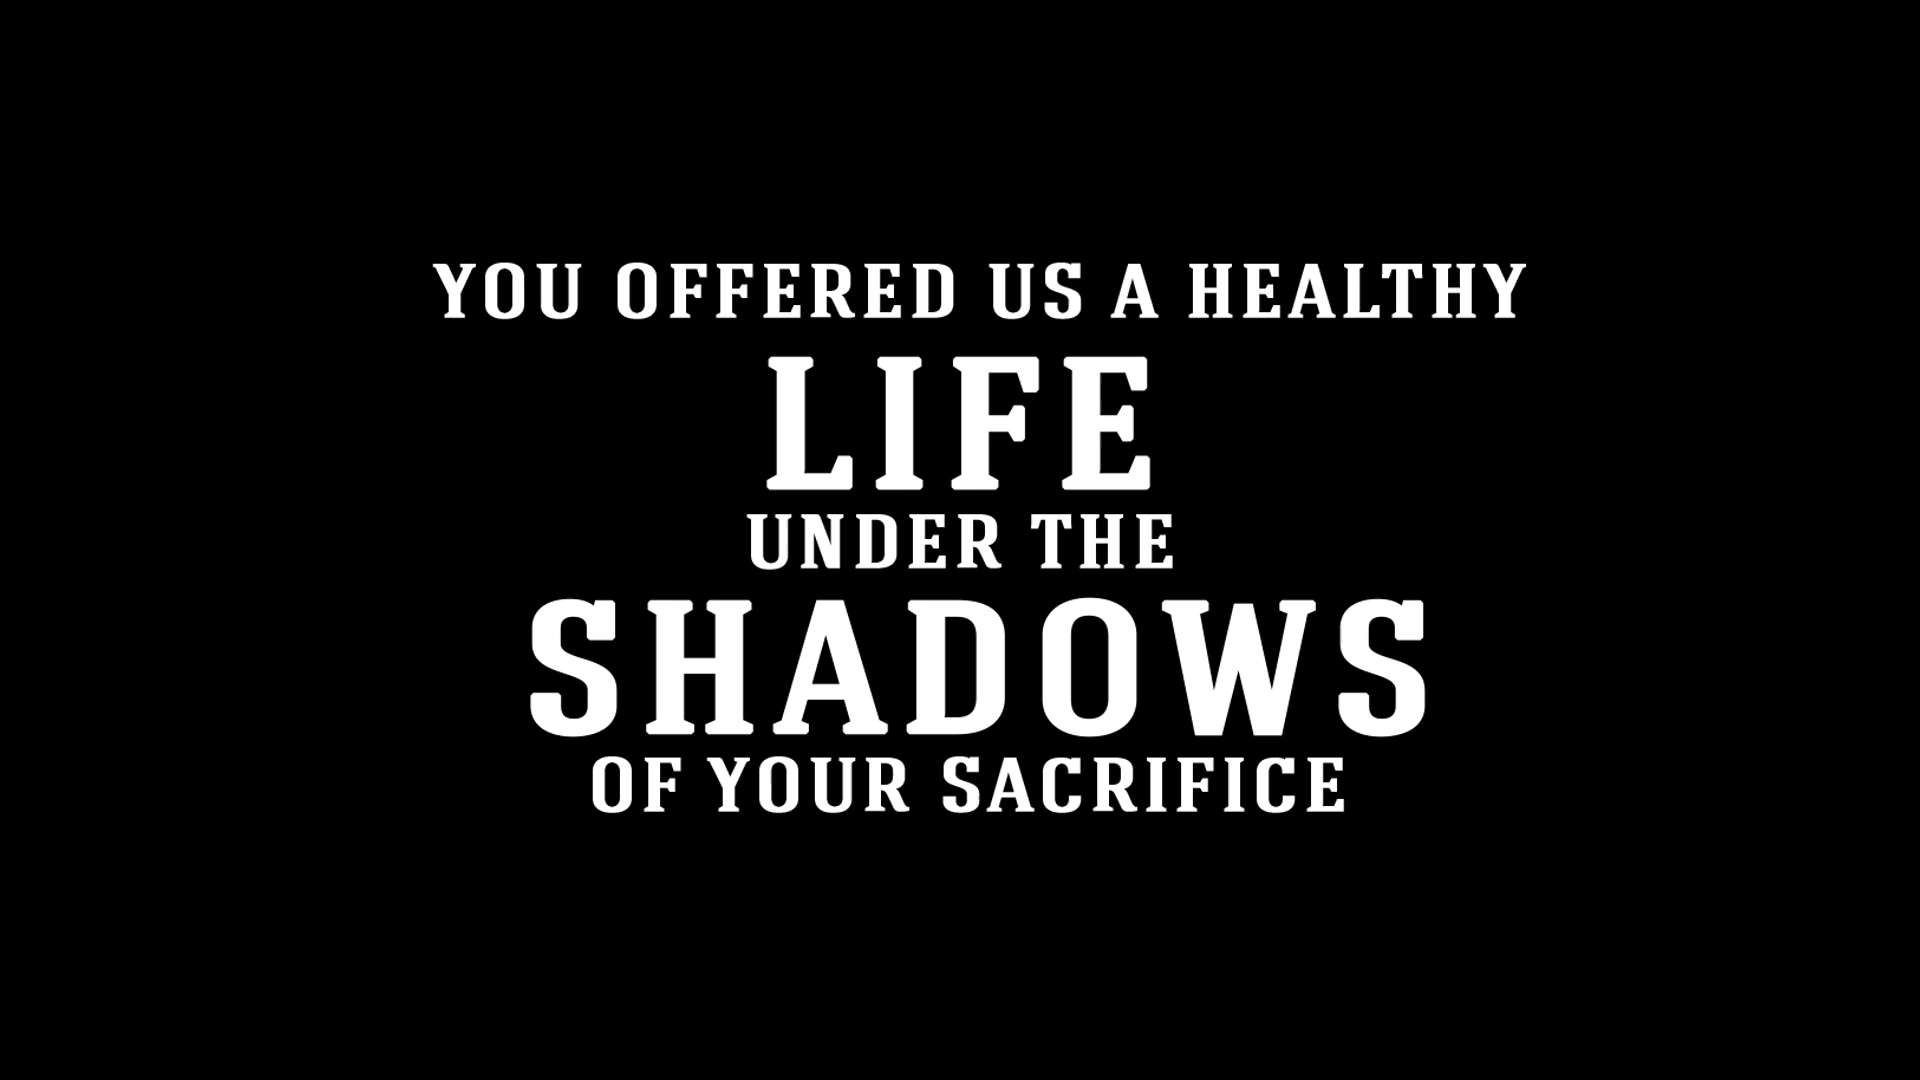 YOU OFFERED US A HEALTHY
LIFE
UNDER THE
SHADOWS
OF YOUR SACRIFICE